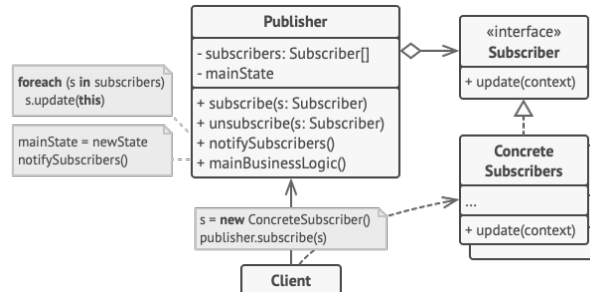 Publisher
- subscribers: Subscriber[]
- mainState
+ subscribe(s: Subscriber)
+ unsubscribe(s: Subscriber)
+ notifySubscribers()
+ mainBusinessLogic()
«interface»
Subscriber
+ update(context)
foreach (s in subscribers)
s.update(this)
mainState = newState
notifySubscribers()
Concrete
Subscribers
...
+ update(context)
s = new ConcreteSubscriber()
publisher.subscribe(s)
Client